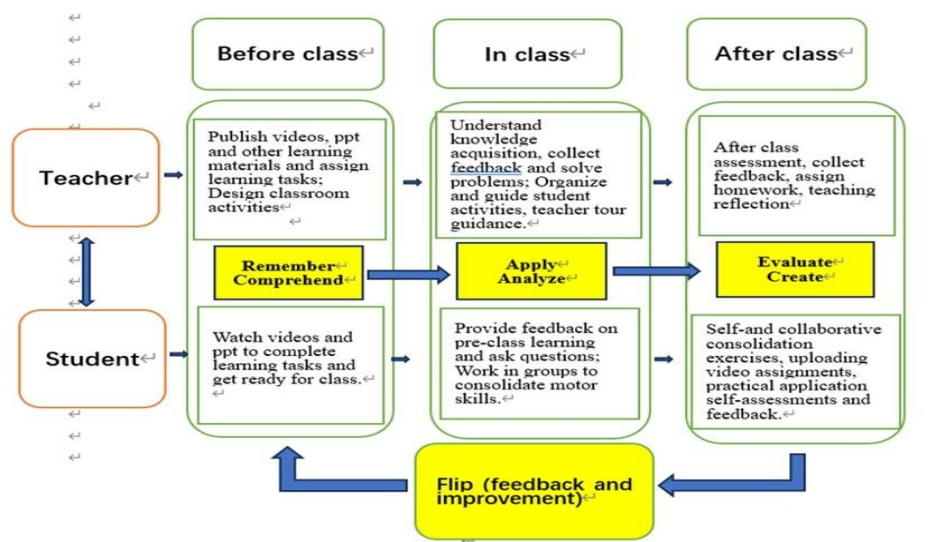 Before class
In class
After class
Teacher
Publish videos, ppt
and other learning
materials and assign
learning tasks;
Design classroom
activities
Understand
knowledge
acquisition, collect
feedback and solve
problems; Organize
and guide student
activities, teacher tour
guidance.
After class
assessment, collect
feedback, assign
homework, teaching
reflection
Remember
Comprehend
Apply
Analyze
Evaluate
Create
Student
Watch videos and
ppt to complete
learning tasks and
get ready for class.
Provide feedback on
pre-class learning
and ask questions;
Work in groups to
consolidate motor
skills.
Self-and collaborative
consolidation
exercises, uploading
video assignments,
practical application
self-assessments and
feedback.
Flip (feedback and
improvement)